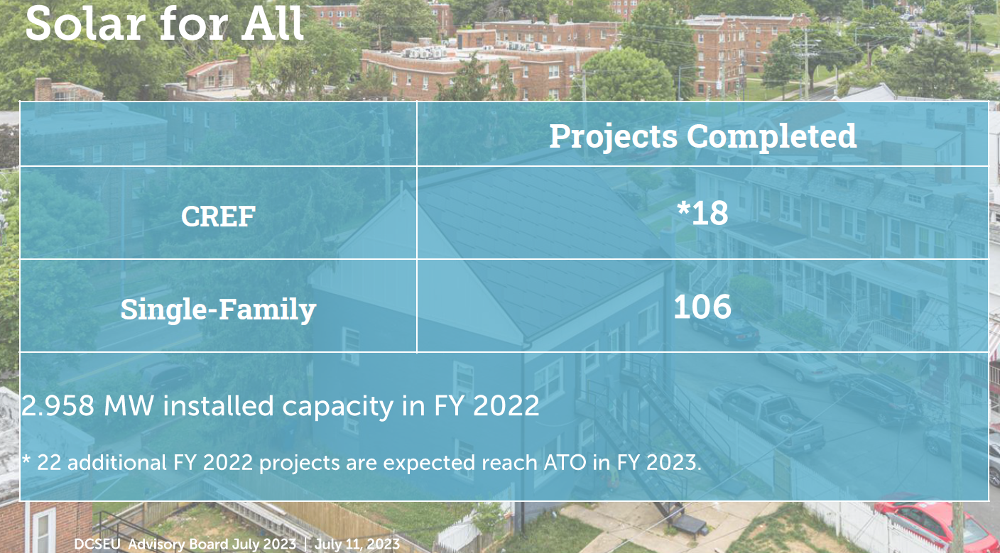 Solar for All
Projects Completed
CREF
*18
Single-Family
106
2.958 MW installed capacity in FY 2022
* 22 additional FY 2022 projects are expected reach ATO in FY 2023.
DCSEU Advisory Board July 2023 | July 11, 2023